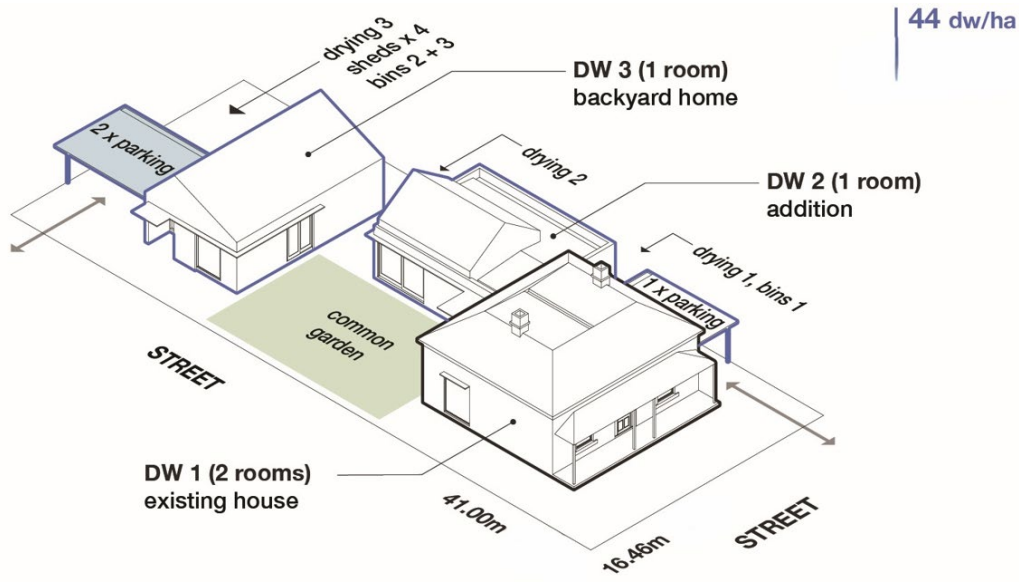 44 dw/ha
drying 3
sheds x 4
bins 2 + 3
DW 3 (1 room)
backyard home
2 x parking
drying 2
DW 2 (1 room)
addition
drying 1, bins 1
1 x parking
common
garden
STREET
DW 1 (2 rooms)
existing house
41.00m
16.46m
STREET